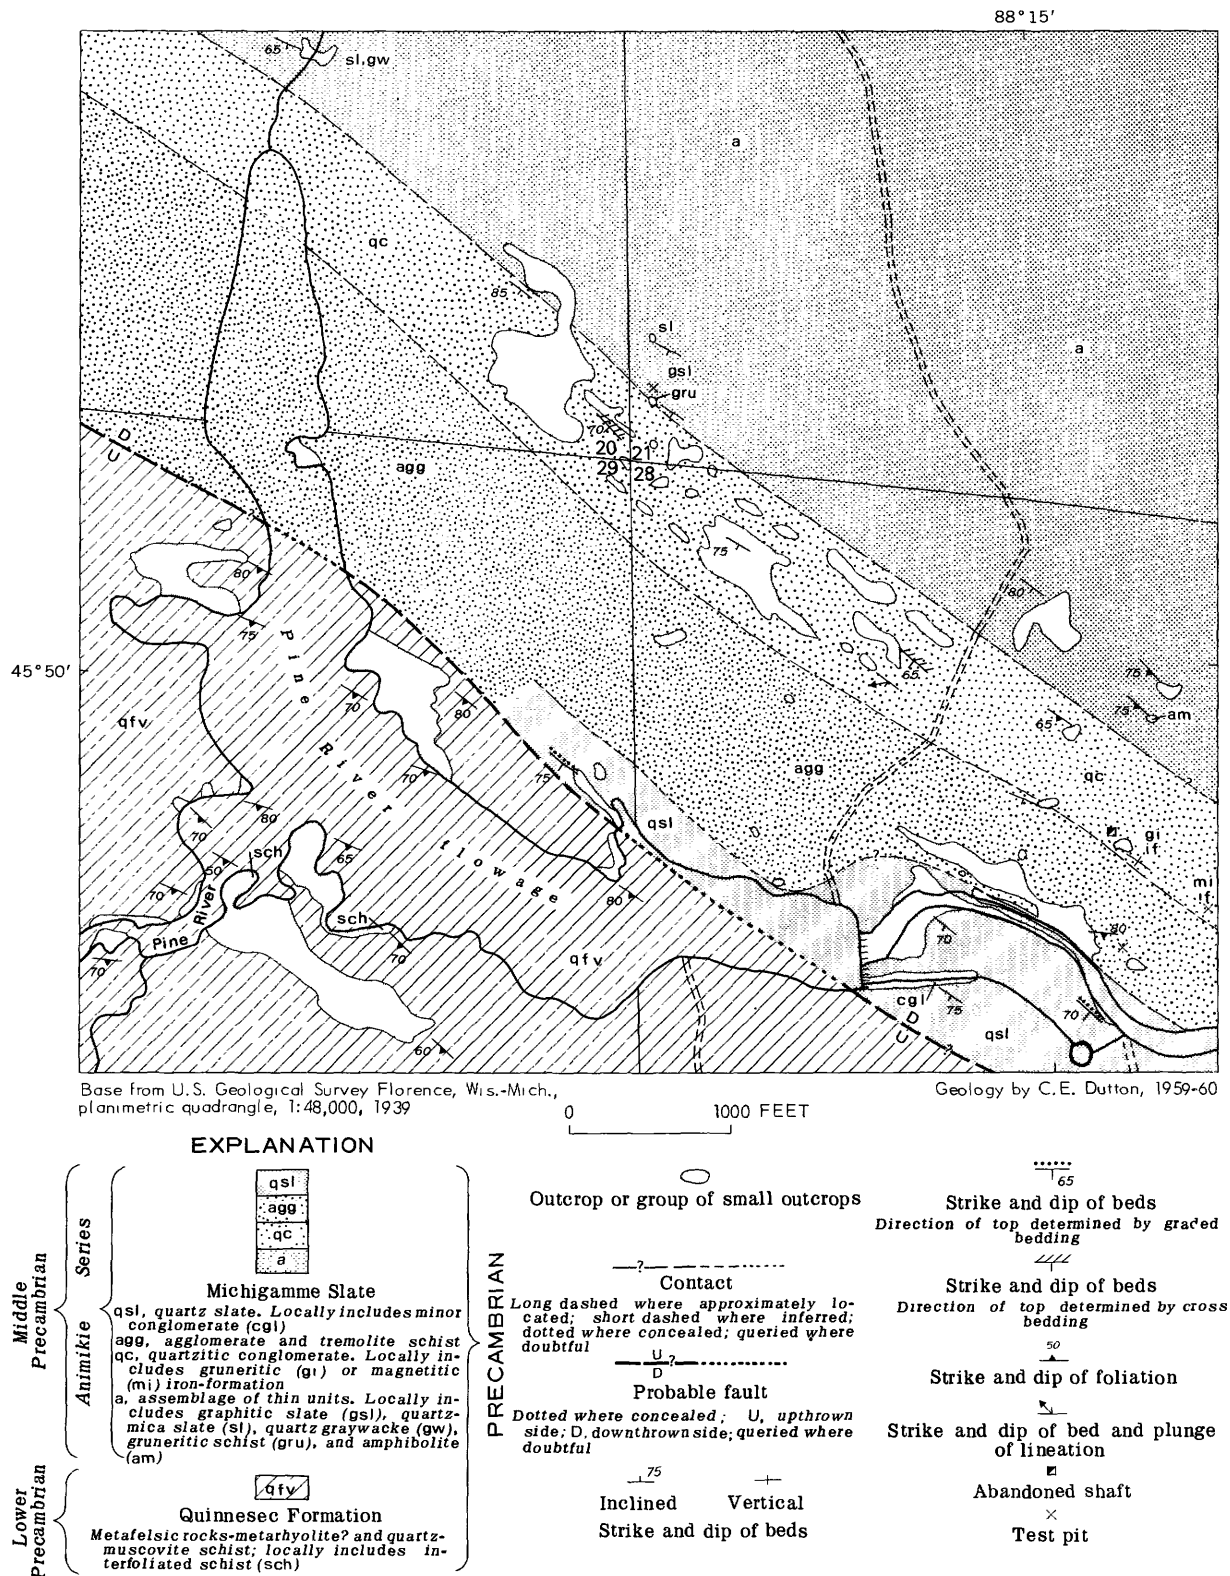 88°15'
65
sl,gw
a
qc
85
sl
a
gsl
gru
70
20 21
29 28
D
U
agg
?
75
80
80
75
45°50'
65
75
75
am
Pine
River
flowage
70
80
65
qfv
qc
agg
70
75
80
qsl
gi
if
70
sch
65
50
?
mi
if
70
80
80
sch
Pine River
70
70
qfv
70
cgl
75
D
U
?
qsl
70
60
Base from U.S. Geological Survey Florence, Wis.-Mich.,
planimetric quadrangle, 1:48,000, 1939
Geology by C.E. Dutton, 1959-60
0 1000 FEET
EXPLANATION
Middle
Precambrian
Animikie Series
qsl
agg
qc
a
Michigamme Slate
qsl, quartz slate. Locally includes minor
conglomerate (cgl)
agg, agglomerate and tremolite schist
qc, quartzitic conglomerate. Locally in-
cludes gruneritic (gi) or magnetitic
(mi) iron-formation
a, assemblage of thin units. Locally in-
cludes graphitic slate (gsl), quartz-
mica slate (sl), quartz graywacke (gw),
gruneritic schist (gru), and amphibolite
(am)
Lower
Precambrian
qfv
Quinnesec Formation
Metafelsic rocks-metarhyolite? and quartz-
muscovite schist; locally includes in-
terfoliated schist (sch)
PRECAMBRIAN
Outcrop or group of small outcrops
?
Contact
Long dashed where approximately lo-
cated; short dashed where inferred;
dotted where concealed; queried where
doubtful
U ?
D
Probable fault
Dotted where concealed; U, upthrown
side; D, downthrown side; queried where
doubtful
75
Inclined Vertical
Strike and dip of beds
65
Strike and dip of beds
Direction of top determined by graded
bedding
Strike and dip of beds
Direction of top determined by cross
bedding
50
Strike and dip of foliation
Strike and dip of bed and plunge
of lineation
Abandoned shaft
Test pit